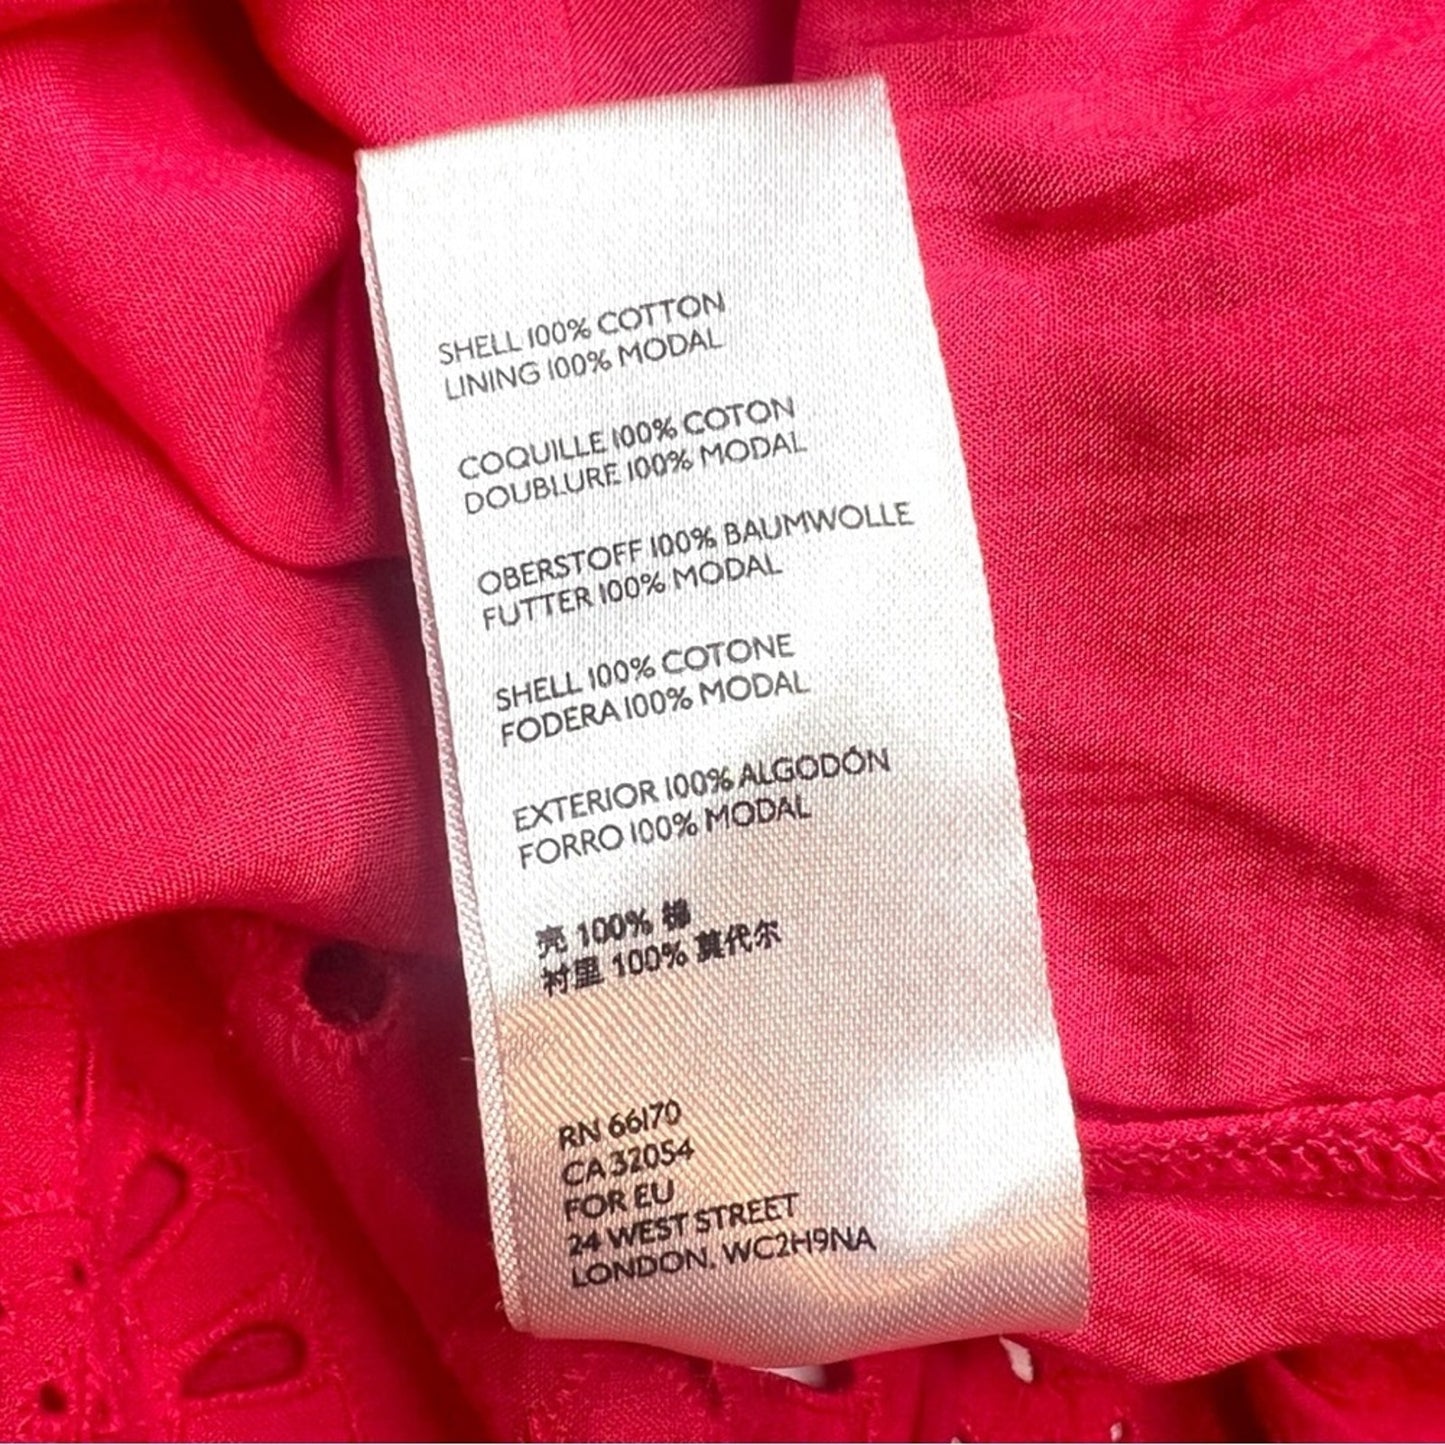 SHELL 100% COTTON
LINING 100% MODAL
COQUILLE 100% COTON
DOUBLURE 100% MODAL
OBERSTOFF 100% BAUMWOLLE
FUTTER 100% MODAL
SHELL 100% COTONE
FODERA 100% MODAL
EXTERIOR 100% ALGODÓN
FORRO 100% MODAL
壳 100% 棉
衬里 100% 莫代尔
RN 66170
CA 32054
FOR EU
24 WEST STREET
LONDON, WC2H9NA